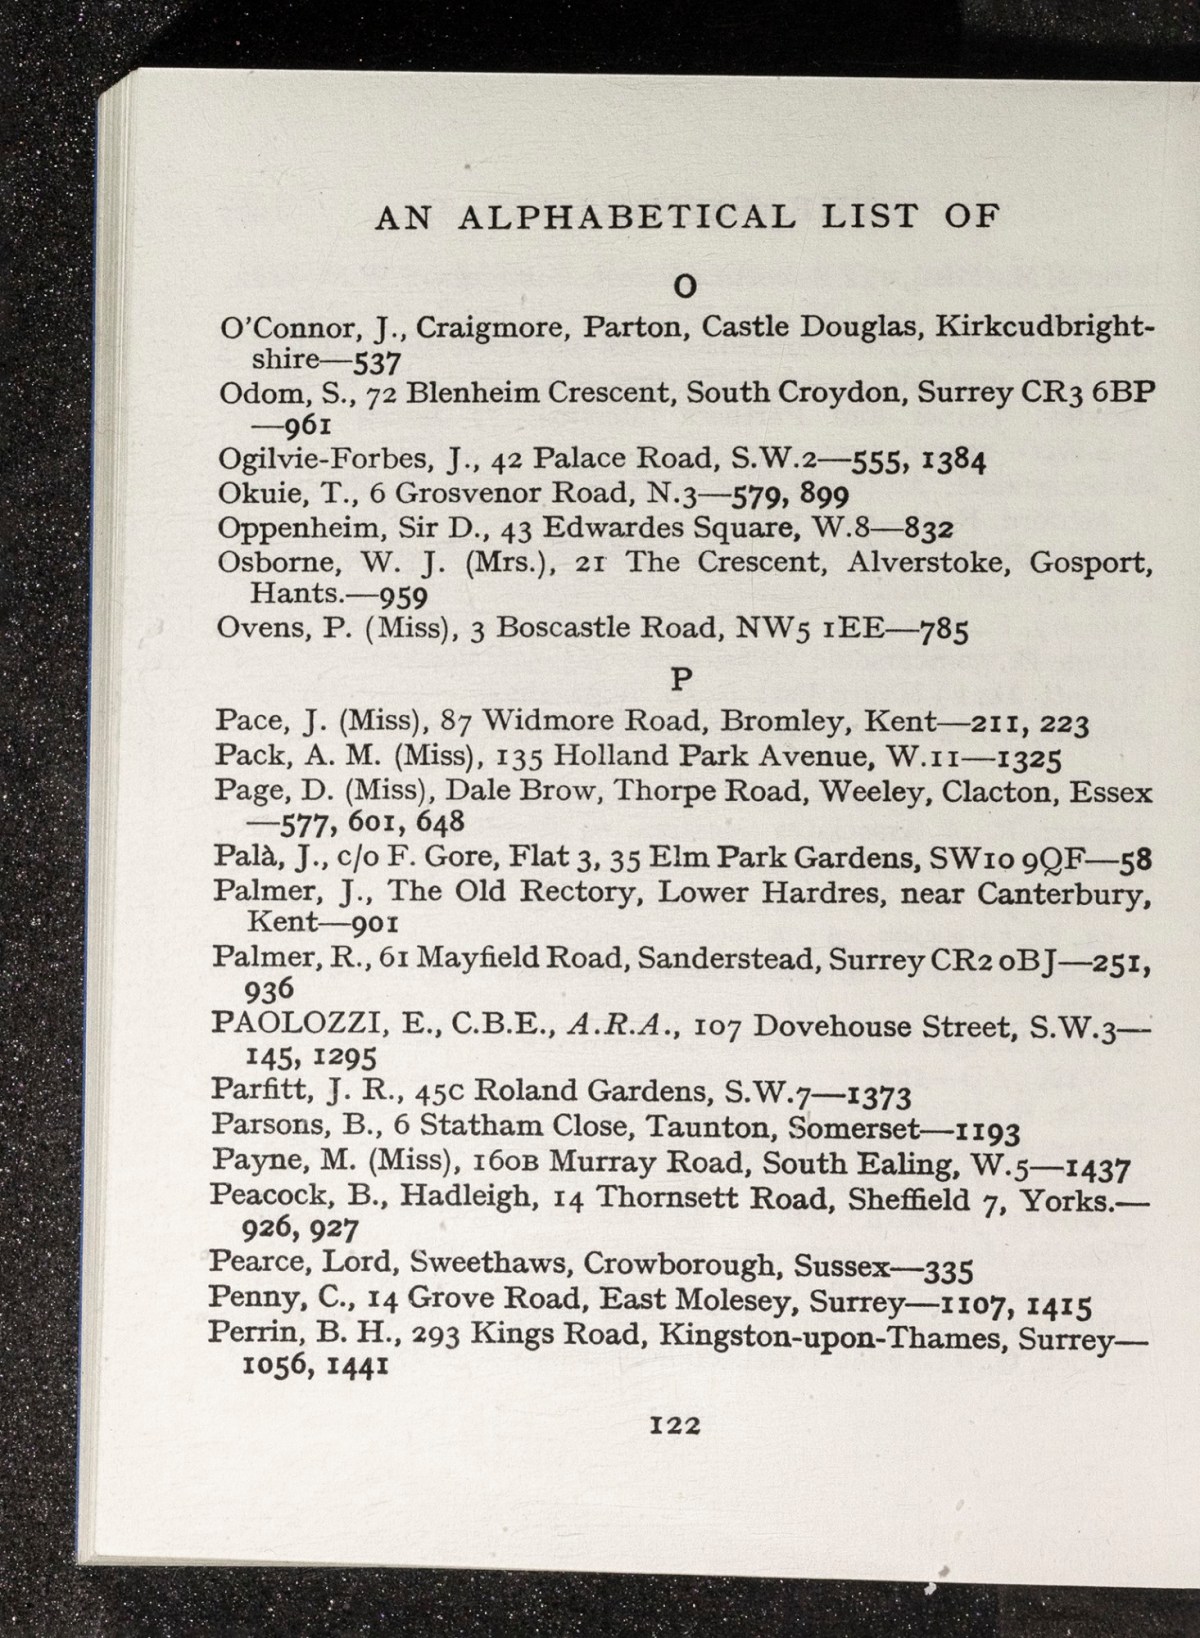 AN ALPHABETICAL LIST OF
O
O'Connor, J., Craigmore, Parton, Castle Douglas, Kirkcudbright-
shire—537
Odom, S., 72 Blenheim Crescent, South Croydon, Surrey CR3 6BP
—961
Ogilvie-Forbes, J., 42 Palace Road, S.W.2—555, 1384
Okuie, T., 6 Grosvenor Road, N.3—579, 899
Oppenheim, Sir D., 43 Edwardes Square, W.8—832
Osborne, W. J. (Mrs.), 21 The Crescent, Alverstoke, Gosport,
Hants.—959
Ovens, P. (Miss), 3 Boscastle Road, NW5 1EE—785
P
Pace, J. (Miss), 87 Widmore Road, Bromley, Kent—211, 223
Pack, A. M. (Miss), 135 Holland Park Avenue, W.11—1325
Page, D. (Miss), Dale Brow, Thorpe Road, Weeley, Clacton, Essex
—577, 601, 648
Palà, J., c/o F. Gore, Flat 3, 35 Elm Park Gardens, SW10 9QF—58
Palmer, J., The Old Rectory, Lower Hardres, near Canterbury,
Kent—901
Palmer, R., 61 Mayfield Road, Sanderstead, Surrey CR2 0BJ—251,
936
PAOLOZZI, E., C.B.E., A.R.A., 107 Dovehouse Street, S.W.3—
145, 1295
Parfitt, J. R., 45C Roland Gardens, S.W.7—1373
Parsons, B., 6 Statham Close, Taunton, Somerset—1193
Payne, M. (Miss), 160B Murray Road, South Ealing, W.5—1437
Peacock, B., Hadleigh, 14 Thornsett Road, Sheffield 7, Yorks.—
926, 927
Pearce, Lord, Sweethaws, Crowborough, Sussex—335
Penny, C., 14 Grove Road, East Molesey, Surrey—1107, 1415
Perrin, B. H., 293 Kings Road, Kingston-upon-Thames, Surrey—
1056, 1441
122